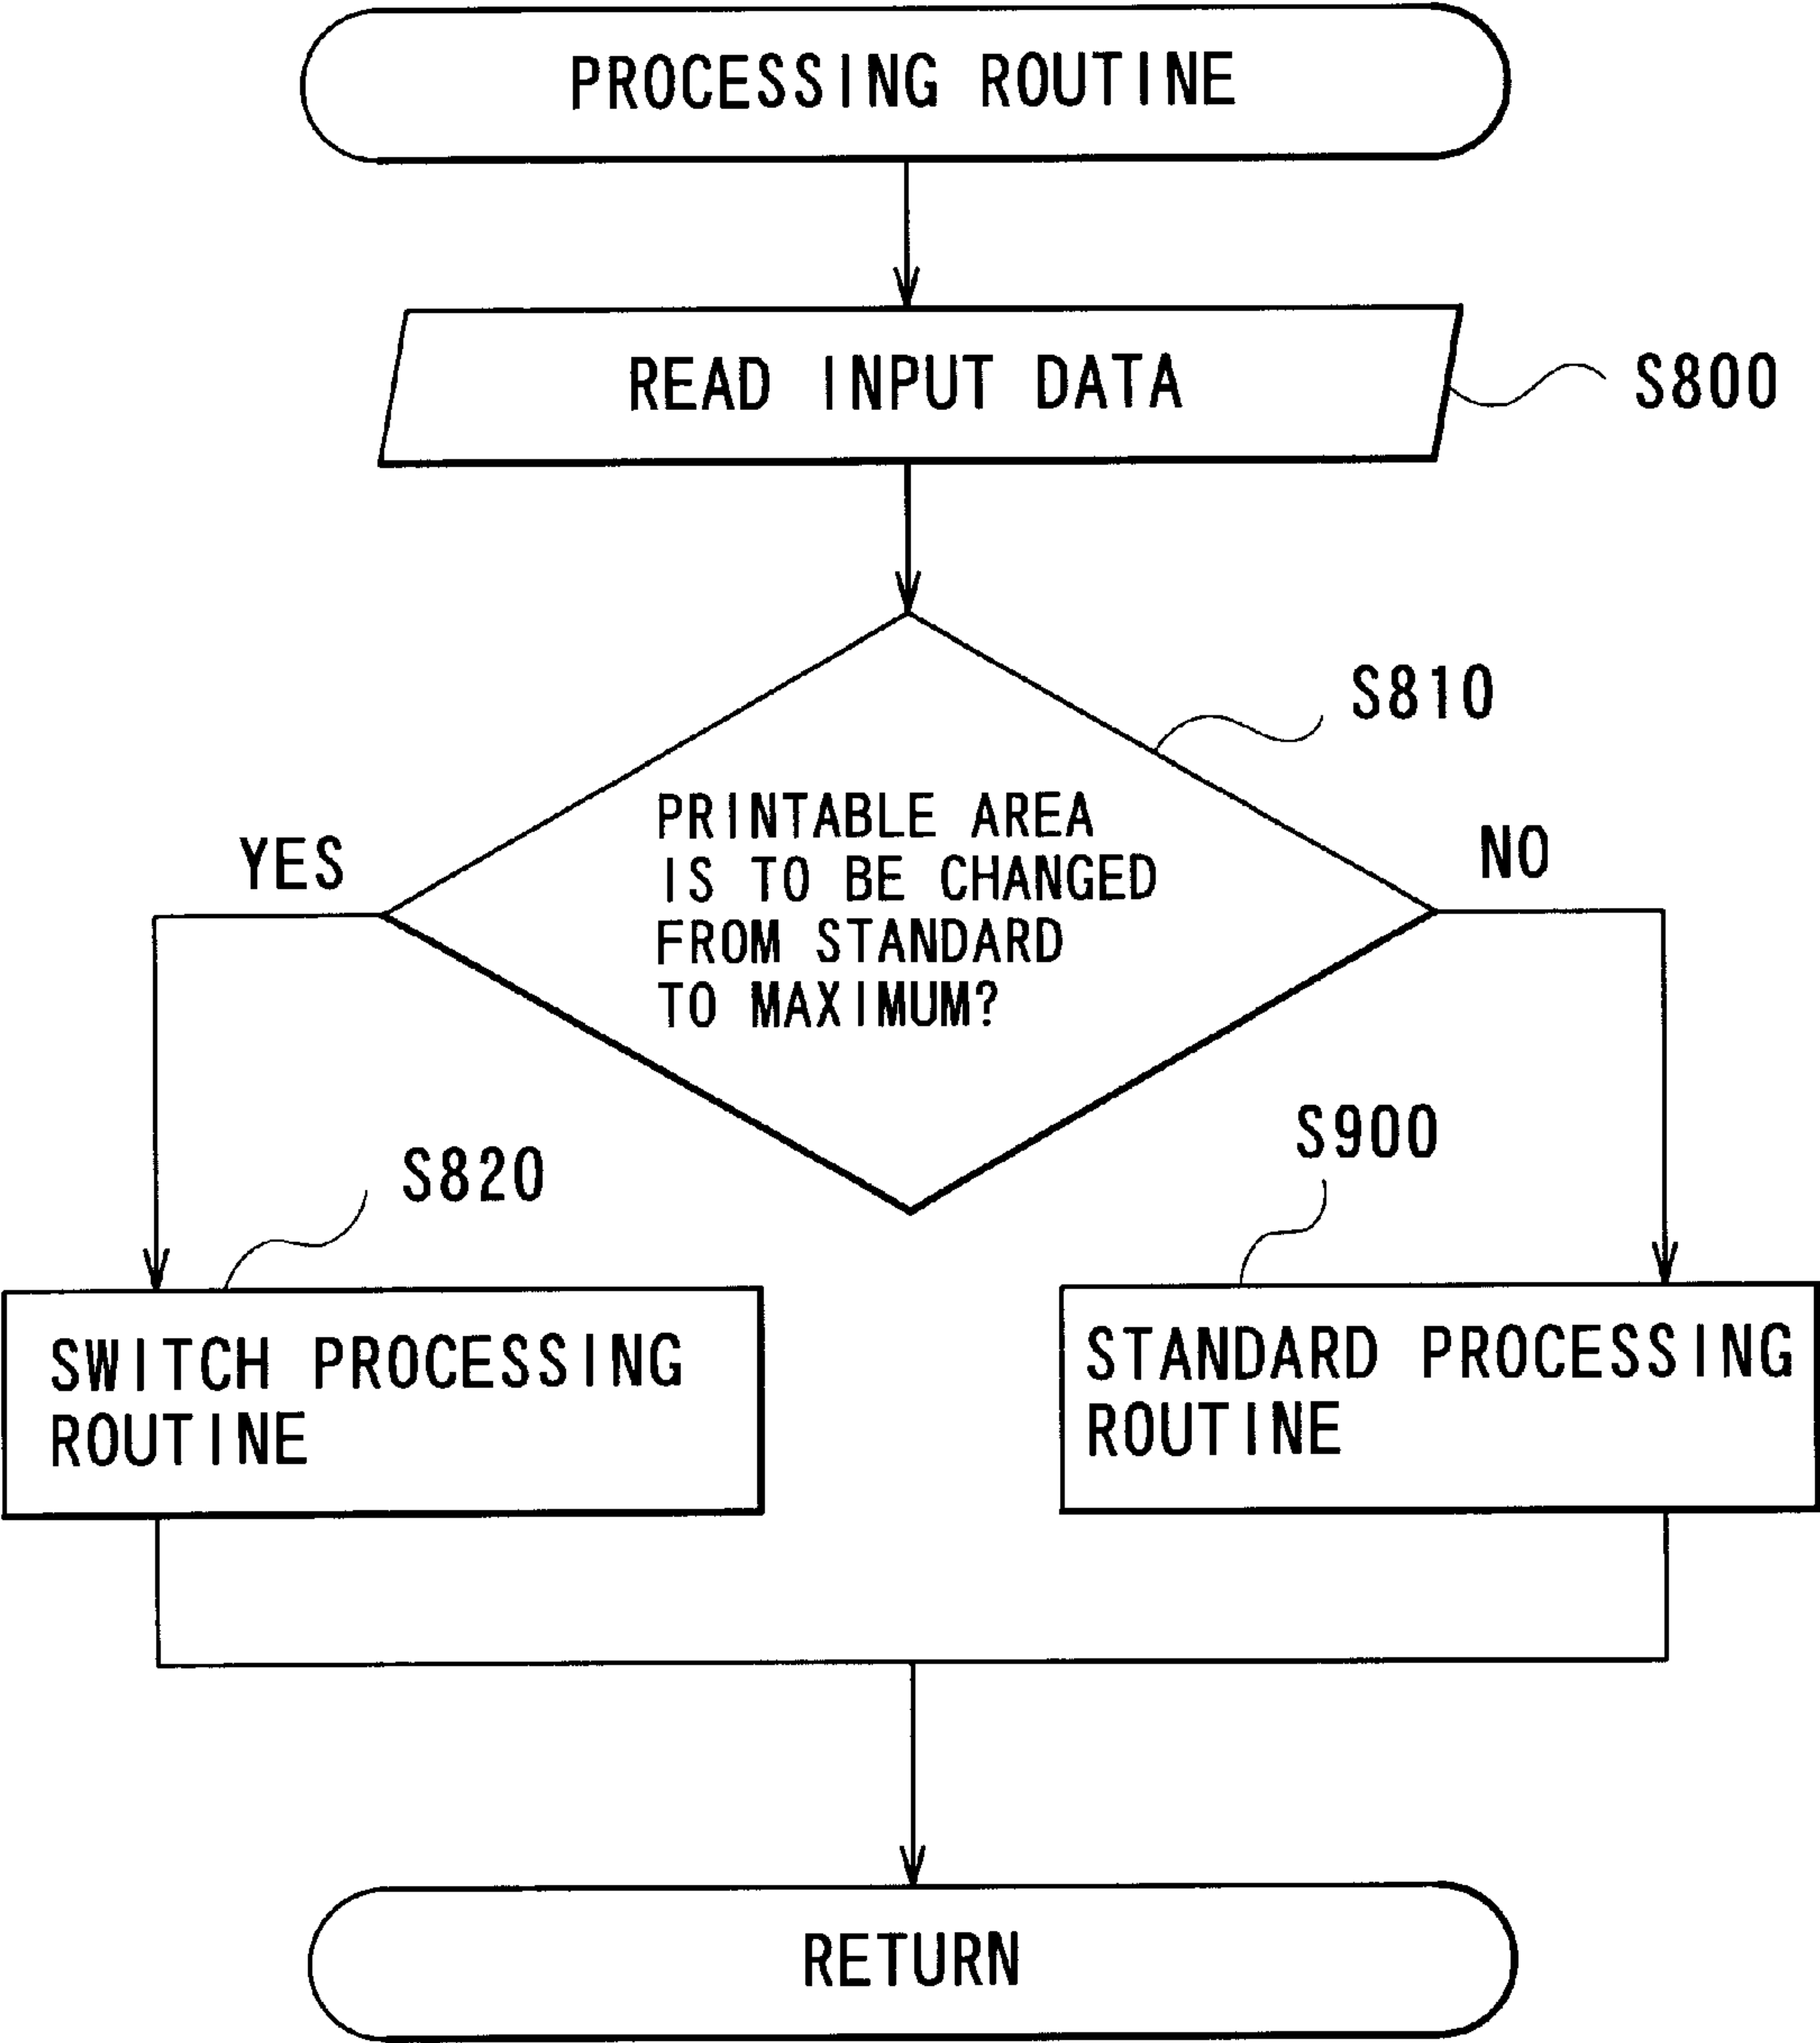 PROCESSING ROUTINE
READ INPUT DATA
S800
S810
PRINTABLE AREA
IS TO BE CHANGED
FROM STANDARD
TO MAXIMUM?
YES
NO
S820
S900
SWITCH PROCESSING
ROUTINE
STANDARD PROCESSING
ROUTINE
RETURN